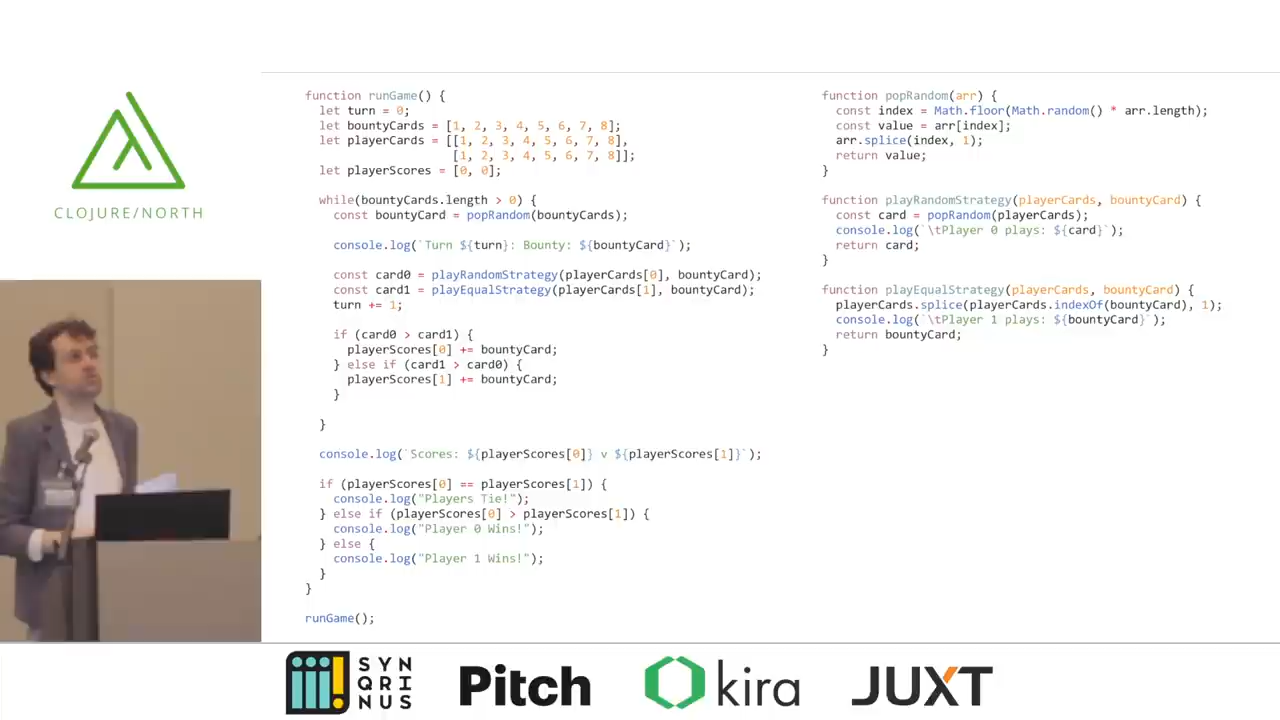 CLOJURE/NORTH
function runGame() {
let turn = 0;
let bountyCards = [1, 2, 3, 4, 5, 6, 7, 8];
let playerCards = [[1, 2, 3, 4, 5, 6, 7, 8],
[1, 2, 3, 4, 5, 6, 7, 8]];
let playerScores = [0, 0];
while(bountyCards.length > 0) {
const bountyCard = popRandom(bountyCards);
console.log(`Turn ${turn}: Bounty: ${bountyCard}`);
const card0 = playRandomStrategy(playerCards[0], bountyCard);
const card1 = playEqualStrategy(playerCards[1], bountyCard);
turn += 1;
if (card0 > card1) {
playerScores[0] += bountyCard;
} else if (card1 > card0) {
playerScores[1] += bountyCard;
}
}
console.log(`Scores: ${playerScores[0]} v ${playerScores[1]}`);
if (playerScores[0] == playerScores[1]) {
console.log("Players Tie!");
} else if (playerScores[0] > playerScores[1]) {
console.log("Player 0 Wins!");
} else {
console.log("Player 1 Wins!");
}
}
runGame();
function popRandom(arr) {
const index = Math.floor(Math.random() * arr.length);
const value = arr[index];
arr.splice(index, 1);
return value;
}
function playRandomStrategy(playerCards, bountyCard) {
const card = popRandom(playerCards);
console.log(`\tPlayer 0 plays: ${card}`);
return card;
}
function playEqualStrategy(playerCards, bountyCard) {
playerCards.splice(playerCards.indexOf(bountyCard), 1);
console.log(`\tPlayer 1 plays: ${bountyCard}`);
return bountyCard;
}
SYN
QRI
NUS
Pitch
kira
JUXT